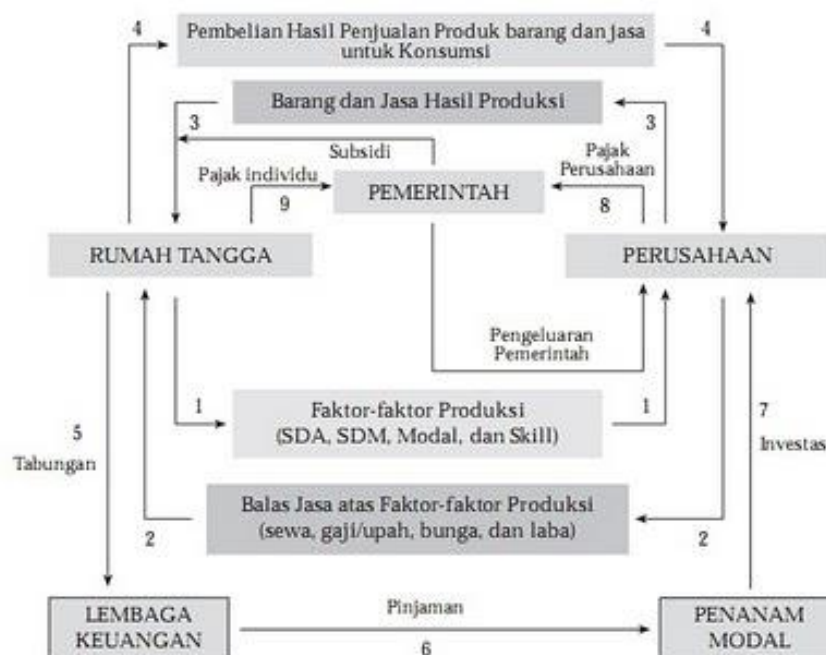 4
Pembelian Hasil Penjualan Produk barang dan jasa
untuk Konsumsi
4
Barang dan Jasa Hasil Produksi
3
3
Subsidi
Pajak individu
9
PEMERINTAH
Pajak
Perusahaan
8
RUMAH TANGGA
PERUSAHAAN
Pengeluaran
Pemerintah
1
Faktor-faktor Produksi
(SDA, SDM, Modal, dan Skill)
1
5
Tabungan
7
Investas
2
Balas Jasa atas Faktor-faktor Produksi
(sewa, gaji/upah, bunga, dan laba)
2
LEMBAGA
KEUANGAN
Pinjaman
6
PENANAM
MODAL